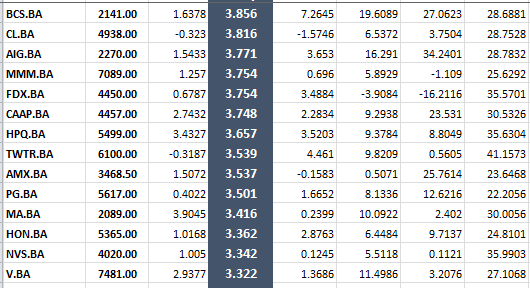 BCS.BA 2141.00 1.6378 3.856 7.2645 19.6089 27.0623 28.6881
CL.BA 4938.00 -0.323 3.816 -1.5746 6.5372 3.7504 28.7528
AIG.BA 2270.00 1.5433 3.771 3.653 16.291 34.2401 28.7832
MMM.BA 7089.00 1.257 3.754 0.696 5.8929 -1.109 25.6292
FDX.BA 4450.00 0.6787 3.754 3.4888 -3.9084 -16.2116 35.5701
CAAP.BA 4457.00 2.7432 3.748 2.2834 9.2938 23.531 30.5326
HPQ.BA 5499.00 3.4327 3.657 3.5203 9.3784 8.8049 35.6304
TWTR.BA 6100.00 -0.3187 3.539 4.461 9.8209 0.5605 41.1573
AMX.BA 3468.50 1.5072 3.537 -0.1583 0.5071 25.7614 23.6468
PG.BA 5617.00 0.4022 3.501 1.6652 8.1336 12.6216 22.2056
MA.BA 2089.00 3.9045 3.416 0.2399 10.0922 2.402 30.0056
HON.BA 5365.00 1.0168 3.362 2.8763 6.4484 9.7137 24.8101
NVS.BA 4020.00 1.005 3.342 0.1245 5.5118 0.1121 35.9903
V.BA 7481.00 2.9377 3.322 1.3686 11.4986 3.2076 27.1068